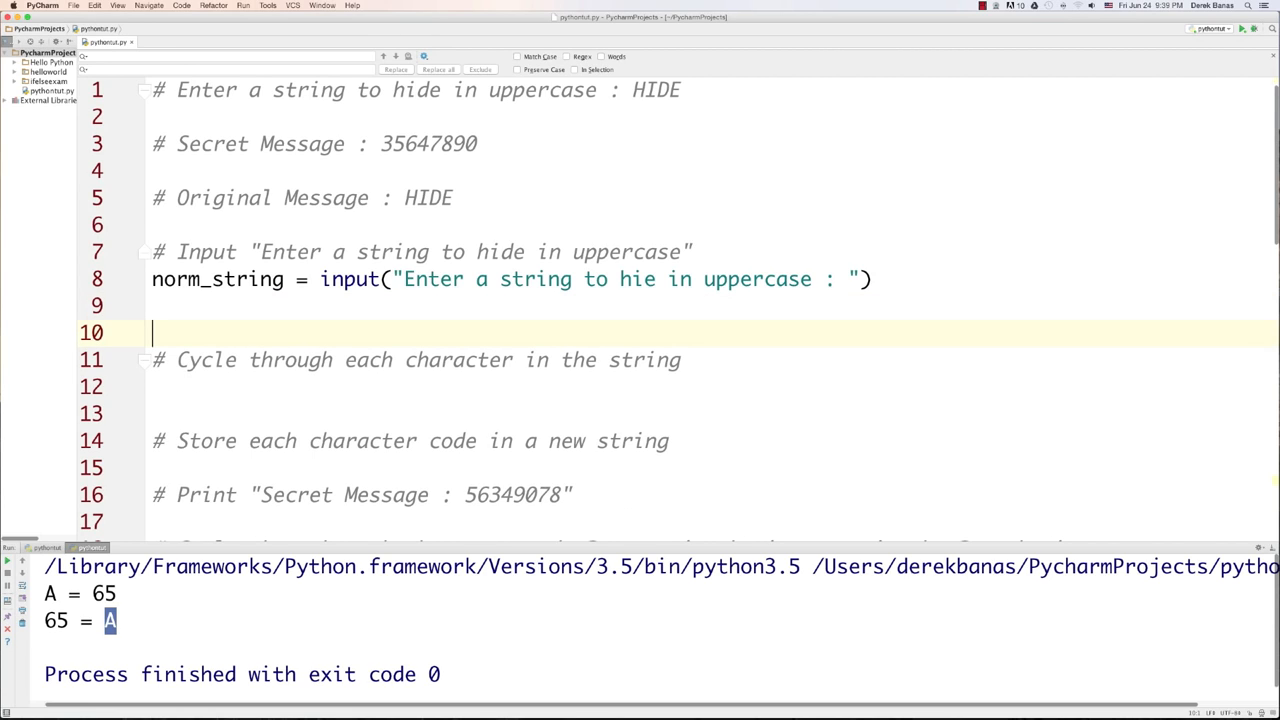 PyCharm File Edit View Navigate Code Refactor Run Tools VCS Window Help
10 Fri Jun 24 9:39 PM Derek Banas
pythontut.py - PycharmProjects - [~/PycharmProjects]
PycharmProjects pythontut.py
pythontut
pythontut.py ×
PycharmProject
Hello Python
helloworld
ifelseexam
pythontut.py
External Librarie
Match Case Regex Words
Replace Replace all Exclude Preserve Case In Selection
1 # Enter a string to hide in uppercase : HIDE
2
3 # Secret Message : 35647890
4
5 # Original Message : HIDE
6
7 # Input "Enter a string to hide in uppercase"
8 norm_string = input("Enter a string to hie in uppercase : ")
9
10
11 # Cycle through each character in the string
12
13
14 # Store each character code in a new string
15
16 # Print "Secret Message : 56349078"
17
Run: pythontut pythontut
/Library/Frameworks/Python.framework/Versions/3.5/bin/python3.5 /Users/derekbanas/PycharmProjects/pytho
A = 65
65 = A
Process finished with exit code 0
10:1 LF÷ UTF-8÷